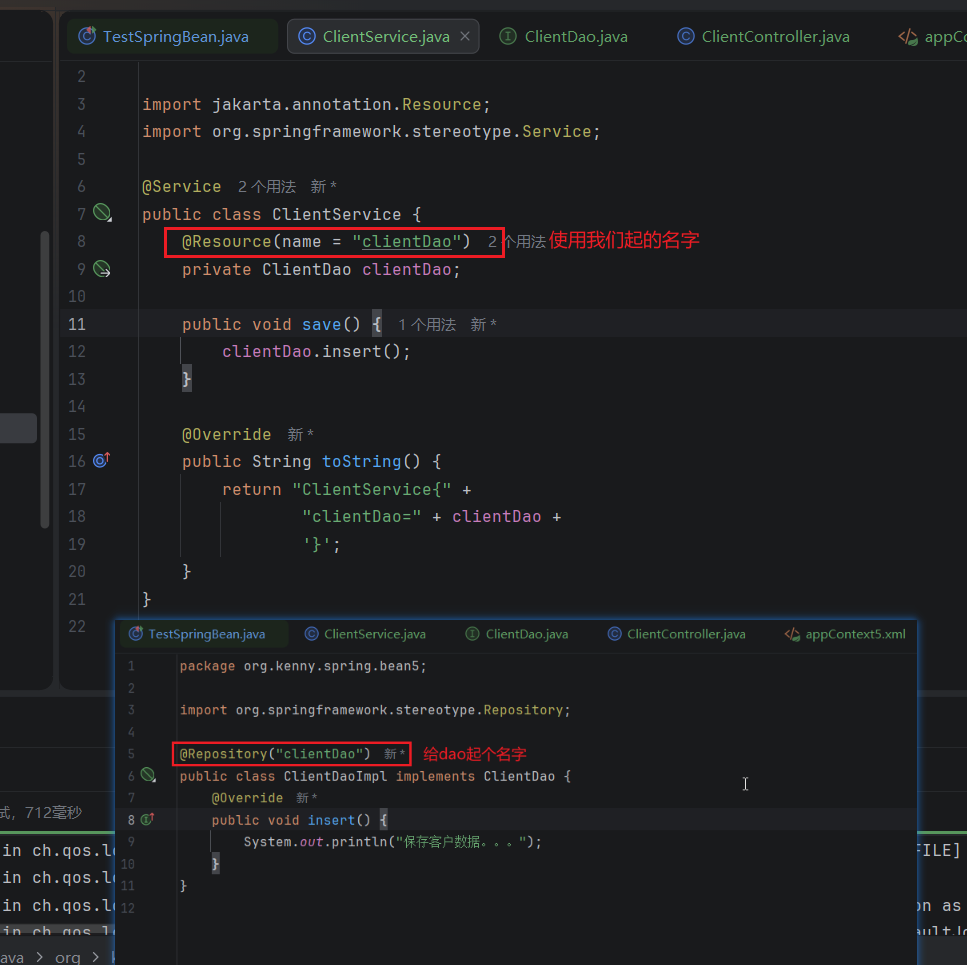 TestSpringBean.java ClientService.java ClientDao.java ClientController.java
2
3 import jakarta.annotation.Resource;
4 import org.springframework.stereotype.Service;
5
6 @Service 2个用法 新*
7 public class ClientService {
8 @Resource(name = "clientDao") 2个用法 使用我们起的名字
9 private ClientDao clientDao;
10
11 public void save() { 1个用法 新*
12 clientDao.insert();
13 }
14
15 @Override 新*
16 public String toString() {
17 return "ClientService{" +
18 "clientDao=" + clientDao +
19 '}';
20 }
21 }
22
TestSpringBean.java ClientService.java ClientDao.java ClientController.java appContext5.xml
1 package org.kenny.spring.bean5;
2
3 import org.springframework.stereotype.Repository;
4
5 @Repository("clientDao") 新* 给dao起个名字
6 public class ClientDaoImpl implements ClientDao {
7 @Override 新*
8 public void insert() {
9 System.out.println("保存客户数据。。。");
10 }
11 }
12
试，712毫秒
in ch.qos.l FILE]
in ch.qos.l
in ch.qos.l on as
in ch.qos.l
ava > org >